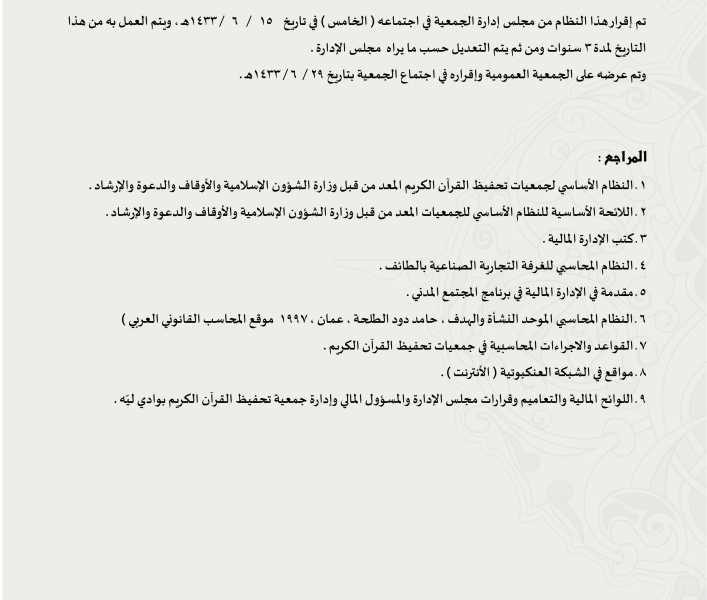 تم إقرار هذا النظام من مجلس إدارة الجمعية في اجتماعه ( الخامس ) في تاريخ ١٥ / ٦ / ١٤٣٣هـ ، ويتم العمل به من هذا
التاريخ لمدة ٣ سنوات ومن ثم يتم التعديل حسب ما يراه مجلس الإدارة .
وتم عرضه على الجمعية العمومية وإقراره في اجتماع الجمعية بتاريخ ٢٩ / ٦ / ١٤٣٣هـ .
المراجع :
١. النظام الأساسي لجمعيات تحفيظ القرآن الكريم المعد من قبل وزارة الشؤون الإسلامية والأوقاف والدعوة والإرشاد .
٢. اللائحة الأساسية للنظام الأساسي للجمعيات المعد من قبل وزارة الشؤون الإسلامية والأوقاف والدعوة والإرشاد .
٣. كتب الإدارة المالية .
٤. النظام المحاسبي للغرفة التجارية الصناعية بالطائف .
٥. مقدمة في الإدارة المالية في برنامج المجتمع المدني .
٦. النظام المحاسبي الموحد النشأة والهدف ، حامد دود الطلحة ، عمان ، ١٩٩٧ موقع المحاسب القانوني العربي )
٧. القواعد والاجراءات المحاسبية في جمعيات تحفيظ القرآن الكريم .
٨. مواقع في الشبكة العنكبوتية ( الأنترنت ) .
٩. اللوائح المالية والتعاميم وقرارات مجلس الإدارة والمسؤول المالي وإدارة جمعية تحفيظ القرآن الكريم بوادي ليّه .